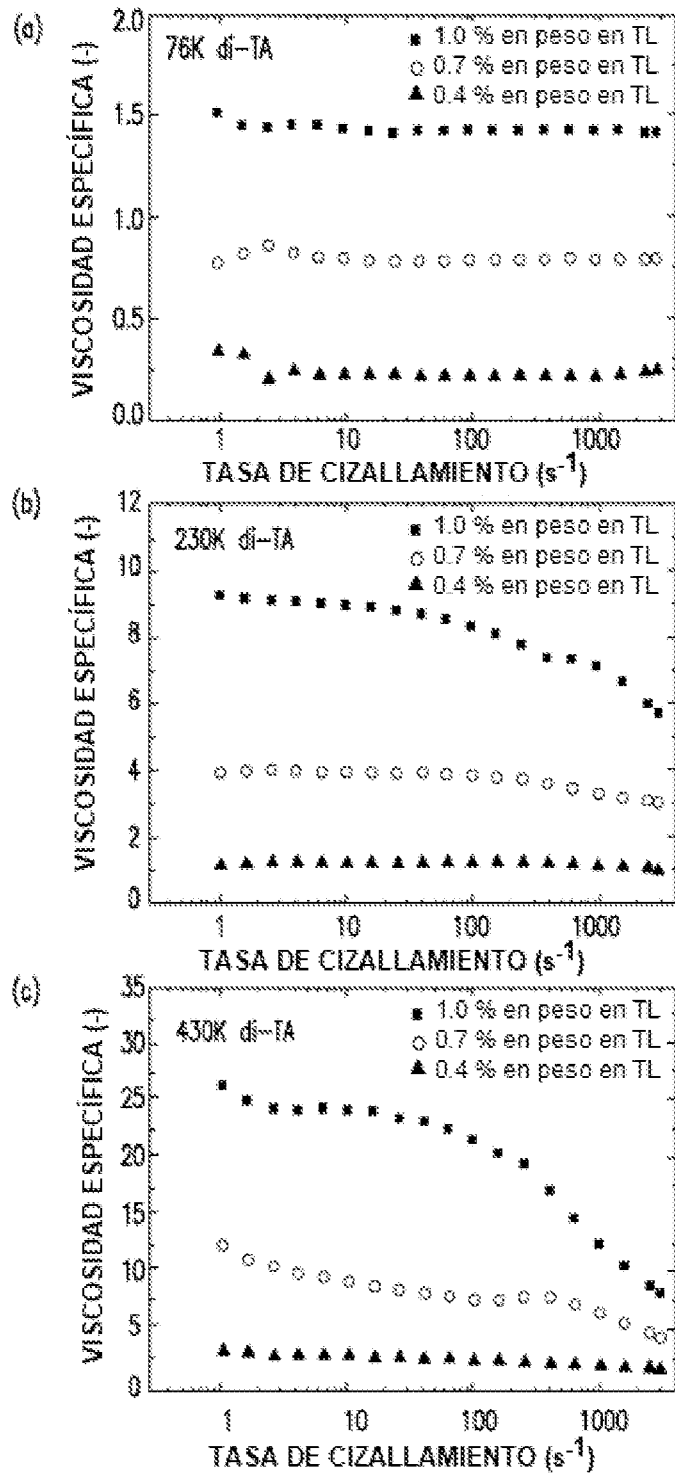 (a)
2.0
1.5
1.0
0.5
0.0
VISCOSIDAD ESPECÍFICA (-)
76K di-TA
1.0 % en peso en TL
0.7 % en peso en TL
0.4 % en peso en TL
1 10 100 1000
TASA DE CIZALLAMIENTO (s⁻¹)
(b)
12
10
8
6
4
2
0
VISCOSIDAD ESPECÍFICA (-)
230K di-TA
1.0 % en peso en TL
0.7 % en peso en TL
0.4 % en peso en TL
1 10 100 1000
TASA DE CIZALLAMIENTO (s⁻¹)
(c)
35
30
25
20
15
10
5
0
VISCOSIDAD ESPECÍFICA (-)
430K di-TA
1.0 % en peso en TL
0.7 % en peso en TL
0.4 % en peso en TL
1 10 100 1000
TASA DE CIZALLAMIENTO (s⁻¹)